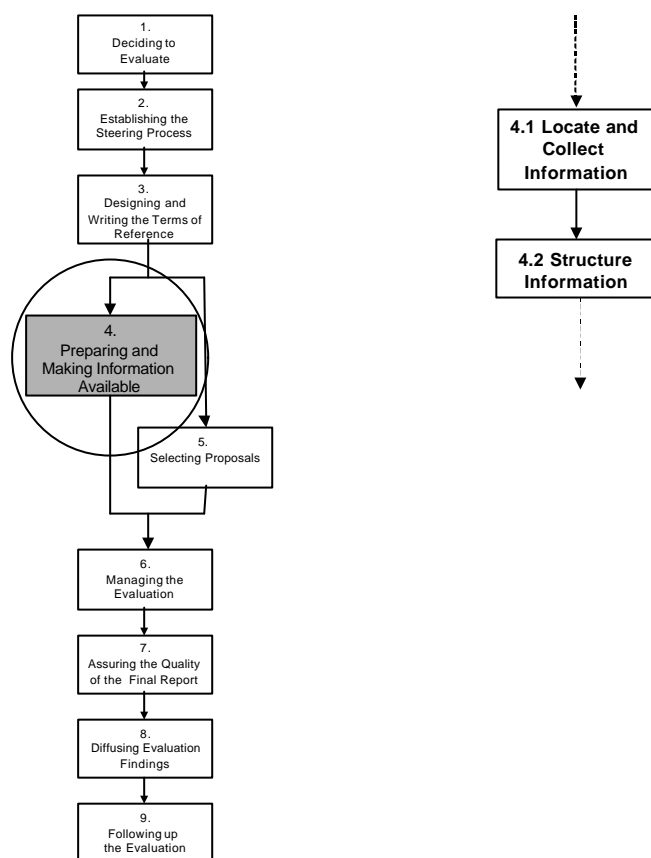 1.
Deciding to
Evaluate
2.
Establishing the
Steering Process
3.
Designing and
Writing the Terms of
Reference
4.
Preparing and
Making Information
Available
5.
Selecting Proposals
6.
Managing the
Evaluation
7.
Assuring the Quality
of the Final Report
8.
Diffusing Evaluation
Findings
9.
Following up
the Evaluation
4.1 Locate and
Collect
Information
4.2 Structure
Information